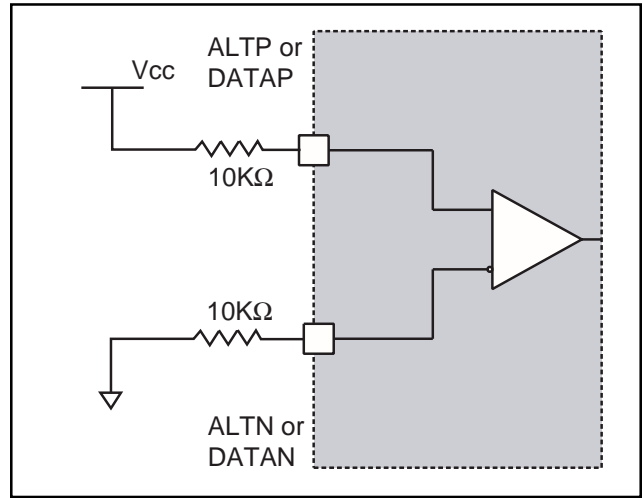 ALTP or
DATAP
Vcc
10KΩ
10KΩ
ALTN or
DATAN